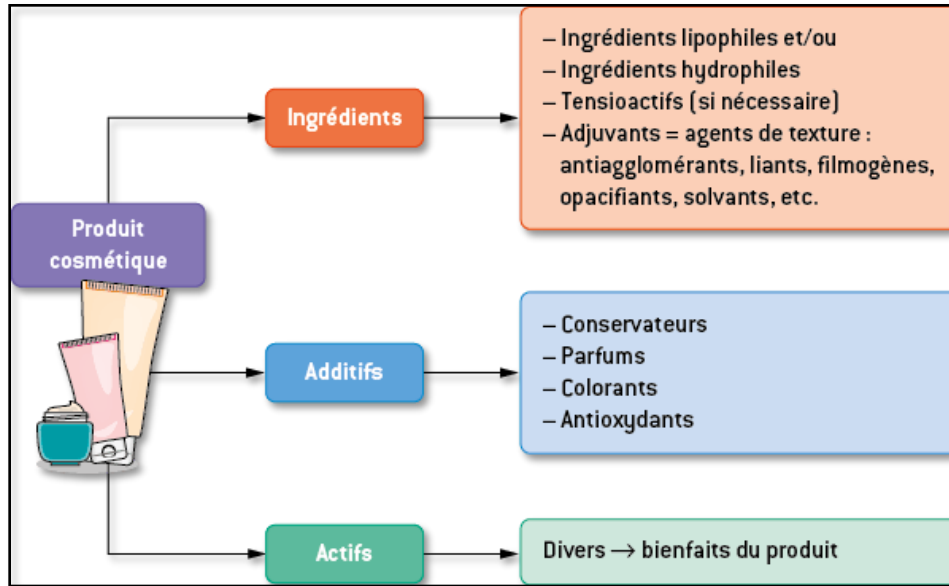 Produit
cosmétique
Ingrédients
– Ingrédients lipophiles et/ou
– Ingrédients hydrophiles
– Tensioactifs (si nécessaire)
– Adjuvants = agents de texture :
antiagglomérants, liants, filmogènes,
opacifiants, solvants, etc.
Additifs
– Conservateurs
– Parfums
– Colorants
– Antioxydants
Actifs
Divers → bienfaits du produit